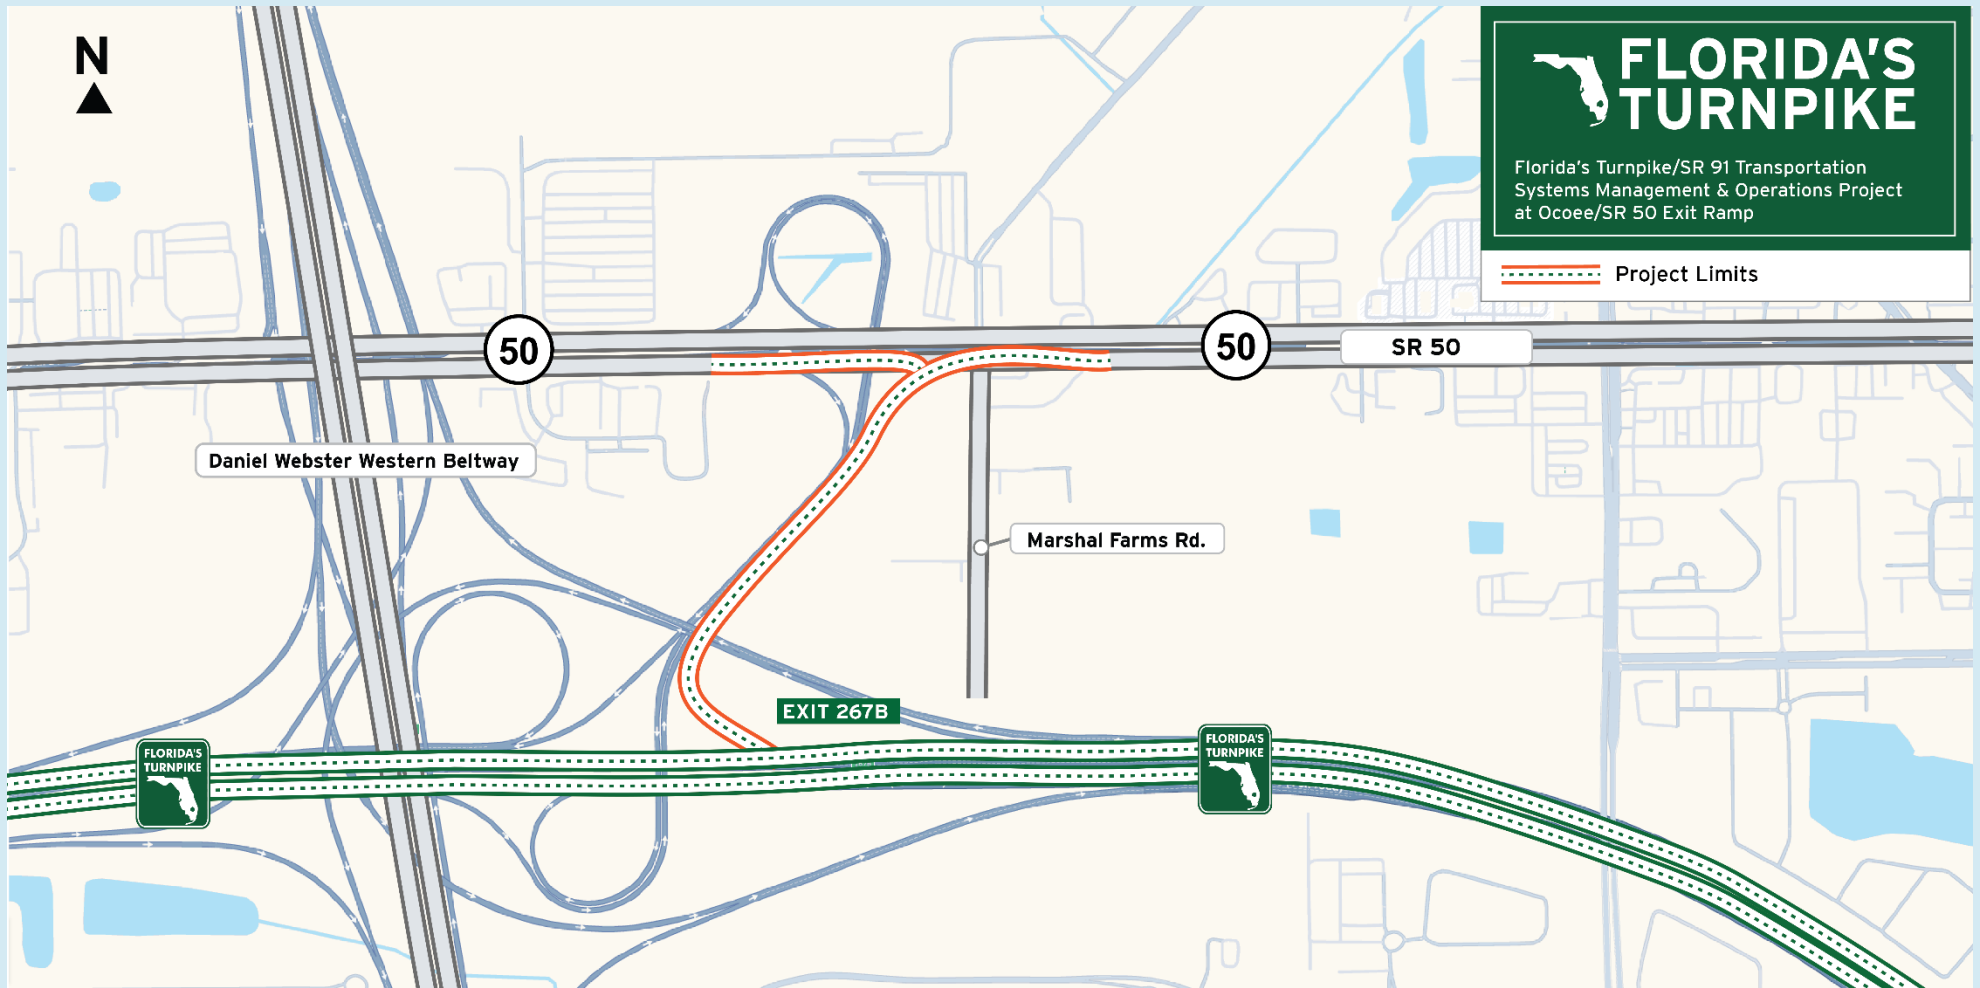 N
FLORIDA'S
TURNPIKE
Florida's Turnpike/SR 91 Transportation
Systems Management & Operations Project
at Ocoee/SR 50 Exit Ramp
Project Limits
50
50
SR 50
Daniel Webster Western Beltway
Marshal Farms Rd.
EXIT 267B
FLORIDA'S
TURNPIKE
FLORIDA'S
TURNPIKE